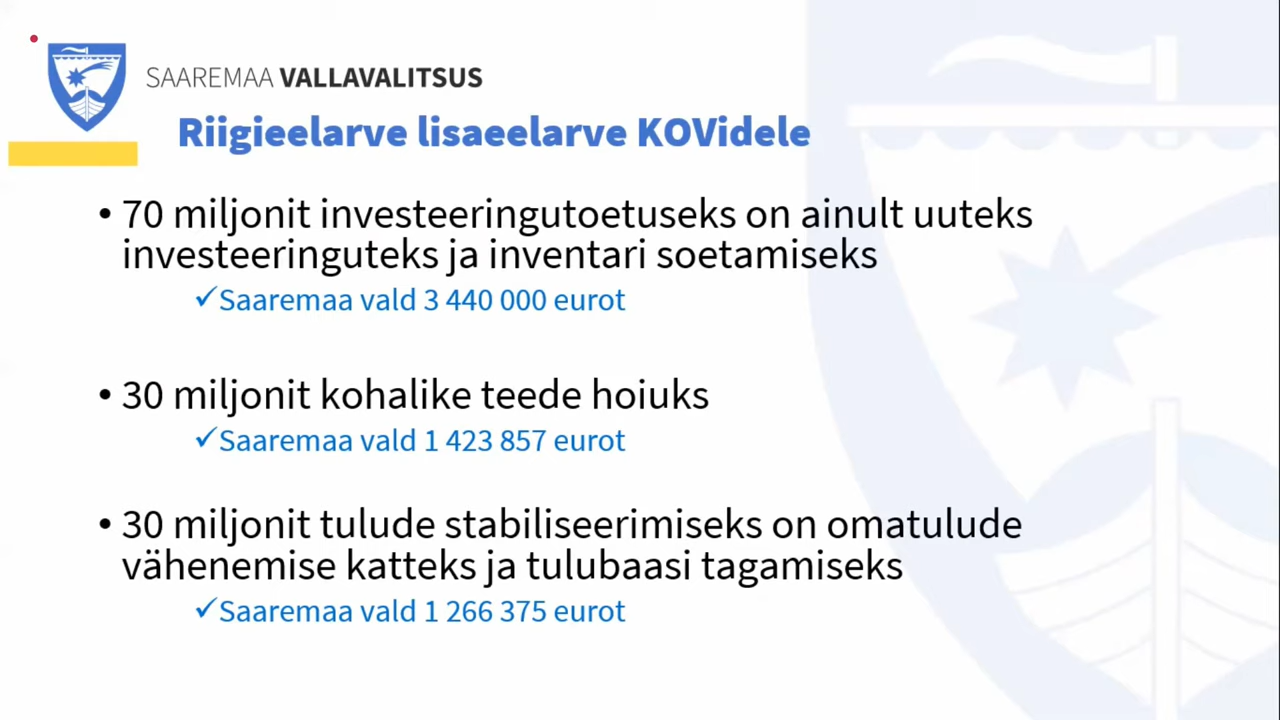 SAAREMAA VALLAVALITSUS
Riigieelarve lisaeelarve KOVidele
• 70 miljonit investeeringutoetuseks on ainult uuteks
investeeringuteks ja inventari soetamiseks
✓Saaremaa vald 3 440 000 eurot
• 30 miljonit kohalike teede hoiuks
✓Saaremaa vald 1 423 857 eurot
• 30 miljonit tulude stabiliseerimiseks on omatulude
vähenemise katteks ja tulubaasi tagamiseks
✓Saaremaa vald 1 266 375 eurot